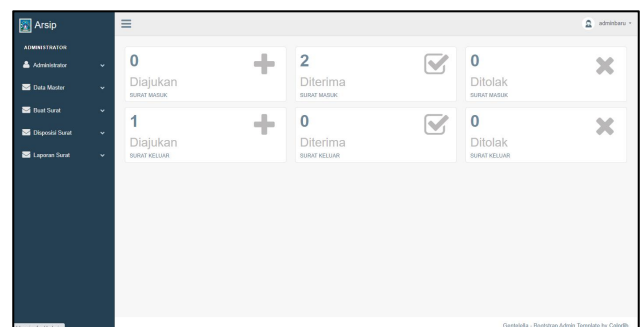 Arsip
adminbaru
ADMINISTRATOR
Administrator
Data Master
Buat Surat
Disposisi Surat
Laporan Surat
0
Diajukan
SURAT MASUK
2
Diterima
SURAT MASUK
0
Ditolak
SURAT MASUK
1
Diajukan
SURAT KELUAR
0
Diterima
SURAT KELUAR
0
Ditolak
SURAT KELUAR
Gentelella - Bootstrap Admin Template by Colorlib